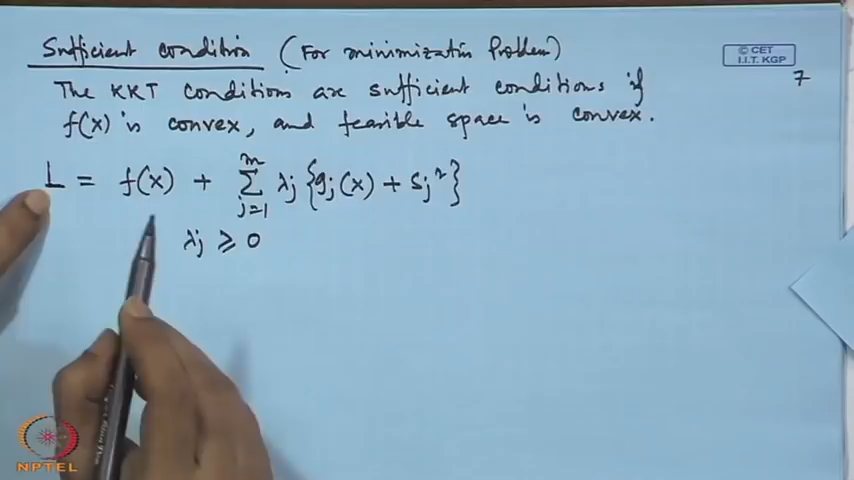 Sufficient condition (For minimization Problem)
© CET
I.I.T. KGP
7
The KKT conditions are sufficient conditions if
f(x) is convex, and feasible space is convex.
L = f(x) + Σ_{j=1}^{m} λj {gj(x) + sj²}
λj ≥ 0
NPTEL